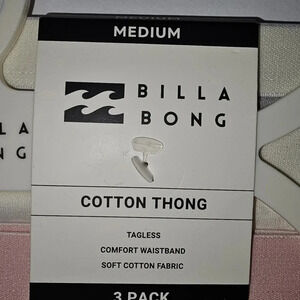 MEDIUM
BILLA
BONG
COTTON THONG
TAGLESS
COMFORT WAISTBAND
SOFT COTTON FABRIC
3 PACK
L A
N G